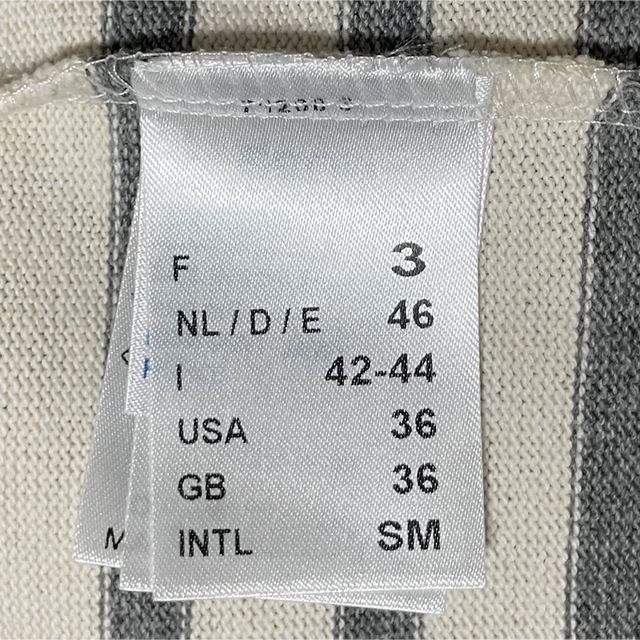 F 3
NL / D / E 46
I 42-44
USA 36
GB 36
INTL SM
M